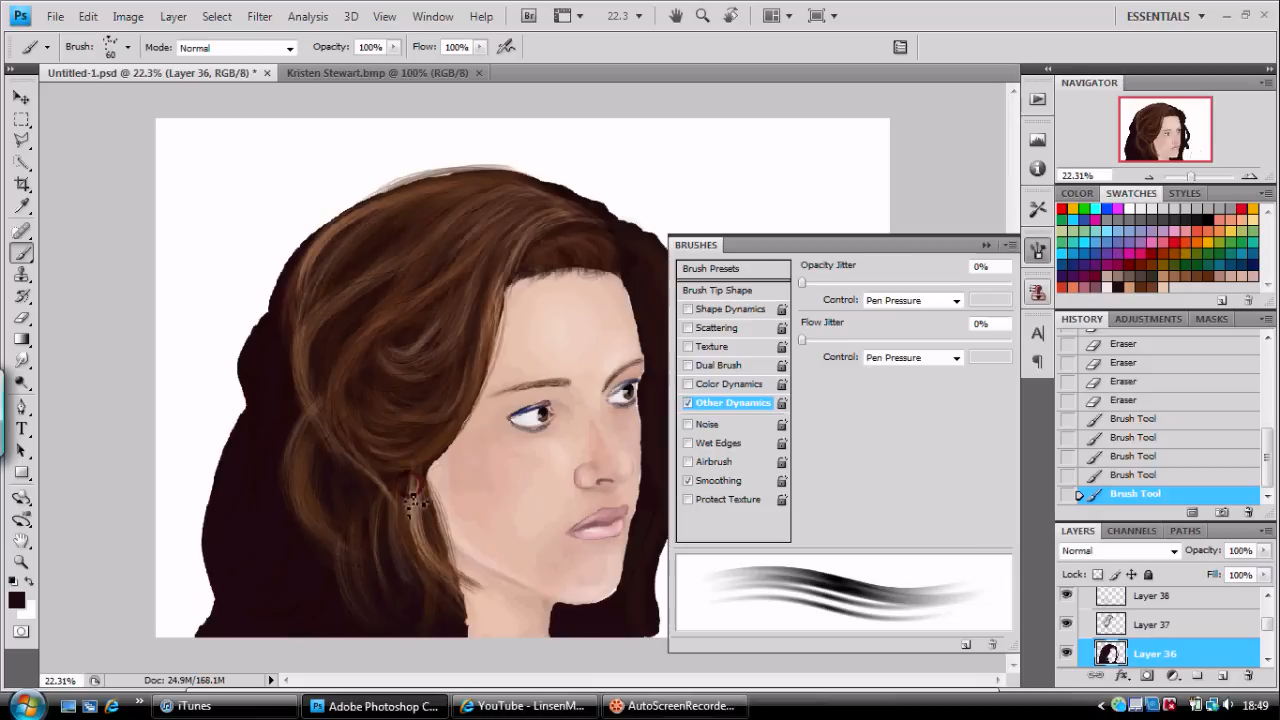 Ps File Edit Image Layer Select Filter Analysis 3D View Window Help Br 22.3 ESSENTIALS
Brush: 60 Mode: Normal Opacity: 100% Flow: 100%
Untitled-1.psd @ 22.3% (Layer 36, RGB/8) * Kristen Stewart.bmp @ 100% (RGB/8)
NAVIGATOR
22.31%
COLOR SWATCHES STYLES
BRUSHES
Brush Presets
Brush Tip Shape
Shape Dynamics
Scattering
Texture
Dual Brush
Color Dynamics
Other Dynamics
Noise
Wet Edges
Airbrush
Smoothing
Protect Texture
Opacity Jitter 0%
Control: Pen Pressure
Flow Jitter 0%
Control: Pen Pressure
HISTORY ADJUSTMENTS MASKS
Eraser
Eraser
Eraser
Eraser
Brush Tool
Brush Tool
Brush Tool
Brush Tool
Brush Tool
LAYERS CHANNELS PATHS
Normal Opacity: 100%
Lock: Fill: 100%
Layer 38
Layer 37
Layer 36
22.31% Doc: 24.9M/168.1M
iTunes Adobe Photoshop C... YouTube - LinsenM... AutoScreenRecorde... 18:49